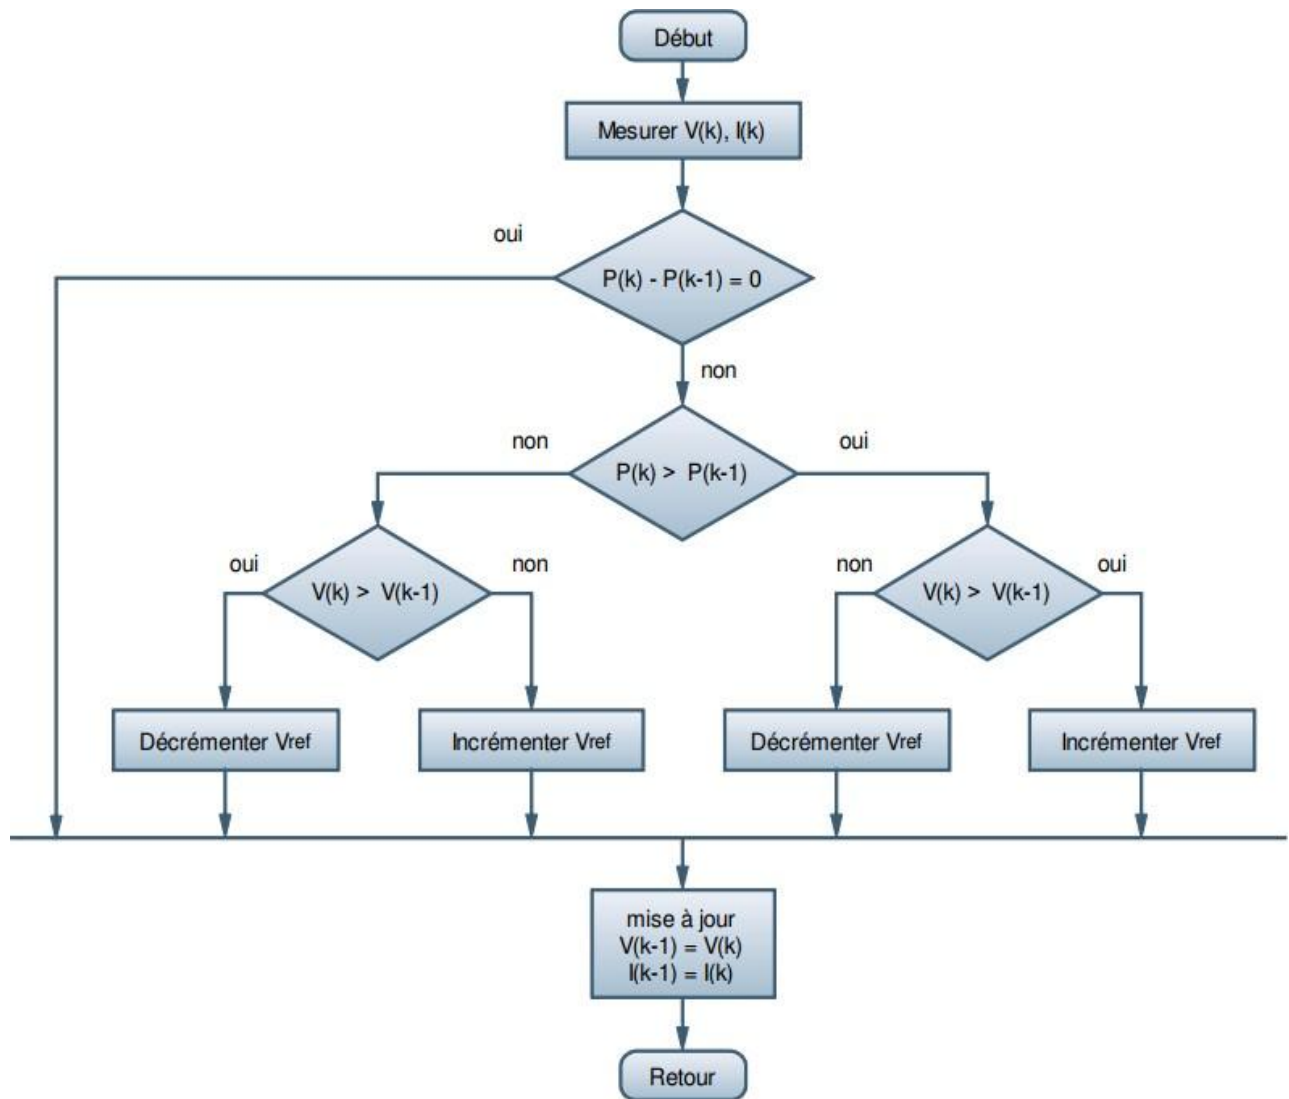 Début
Mesurer V(k), I(k)
oui
P(k) - P(k-1) = 0
non
non
oui
P(k) > P(k-1)
oui
non
non
oui
V(k) > V(k-1)
V(k) > V(k-1)
Décrémenter Vref
Incrémenter Vref
Décrémenter Vref
Incrémenter Vref
mise à jour
V(k-1) = V(k)
I(k-1) = I(k)
Retour